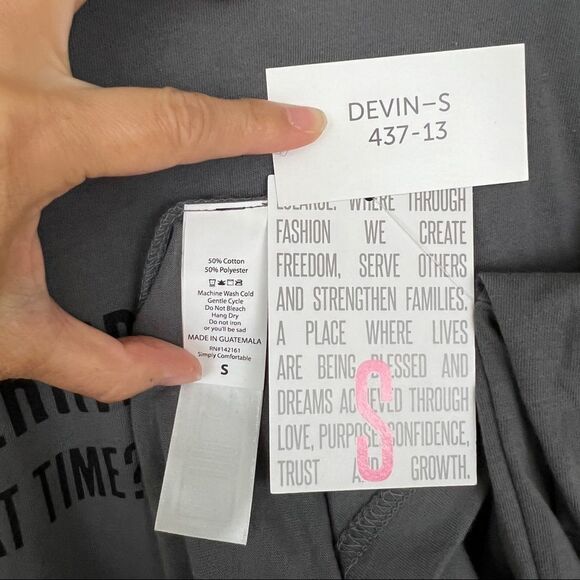 DEVIN-S
437-13
WHERE THROUGH
FASHION WE CREATE
FREEDOM, SERVE OTHERS
AND STRENGTHEN FAMILIES.
A PLACE WHERE LIVES
ARE BEING BLESSED AND
DREAMS ACHIEVED THROUGH
LOVE, PURPOSE, CONFIDENCE,
TRUST AND GROWTH.
S
50% Cotton
50% Polyester
Machine Wash Cold
Gentle Cycle
Do Not Bleach
Hang Dry
Do not iron
or you'll be sad
MADE IN GUATEMALA
RN#142161
Simply Comfortable
S
TIME?